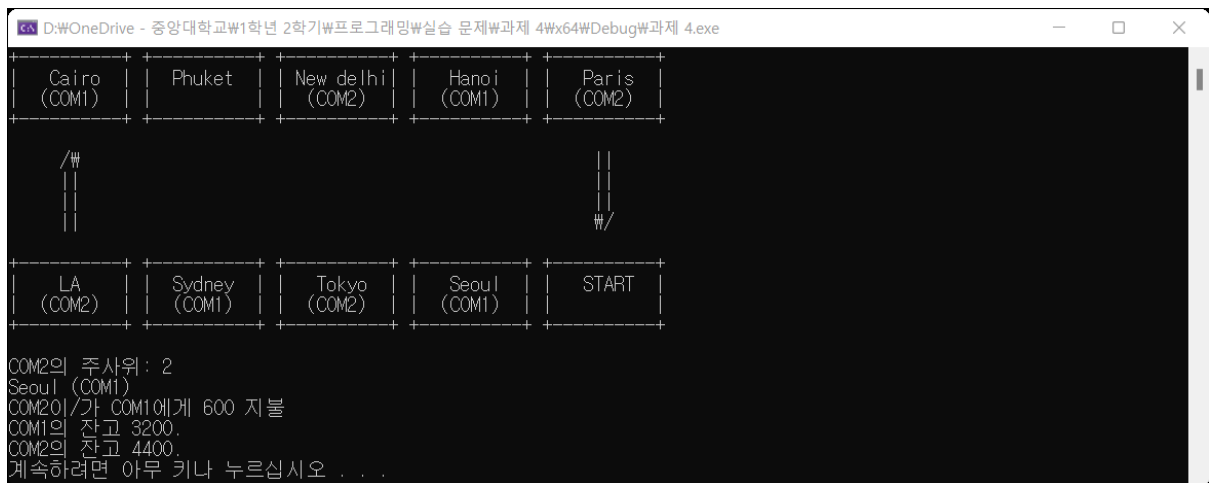 D:₩OneDrive - 중앙대학교₩1학년 2학기₩프로그래밍₩실습 문제₩과제 4₩x64₩Debug₩과제 4.exe
+----------+ +----------+ +----------+ +----------+ +----------+
|   Cairo  | |  Phuket  | |New delhi| |   Hanoi  | |   Paris  |
|  (COM1)  | |          | |  (COM2)  | |  (COM1)  | |  (COM2)  |
+----------+ +----------+ +----------+ +----------+ +----------+
/₩ ||
|| ||
|| ||
|| ₩/
+----------+ +----------+ +----------+ +----------+ +----------+
|    LA    | |  Sydney  | |   Tokyo  | |   Seoul  | |   START  |
|  (COM2)  | |  (COM1)  | |  (COM2)  | |  (COM1)  | |          |
+----------+ +----------+ +----------+ +----------+ +----------+
COM2의 주사위: 2
Seoul (COM1)
COM2이/가 COM1에게 600 지불
COM1의 잔고 3200.
COM2의 잔고 4400.
계속하려면 아무 키나 누르십시오 . . .